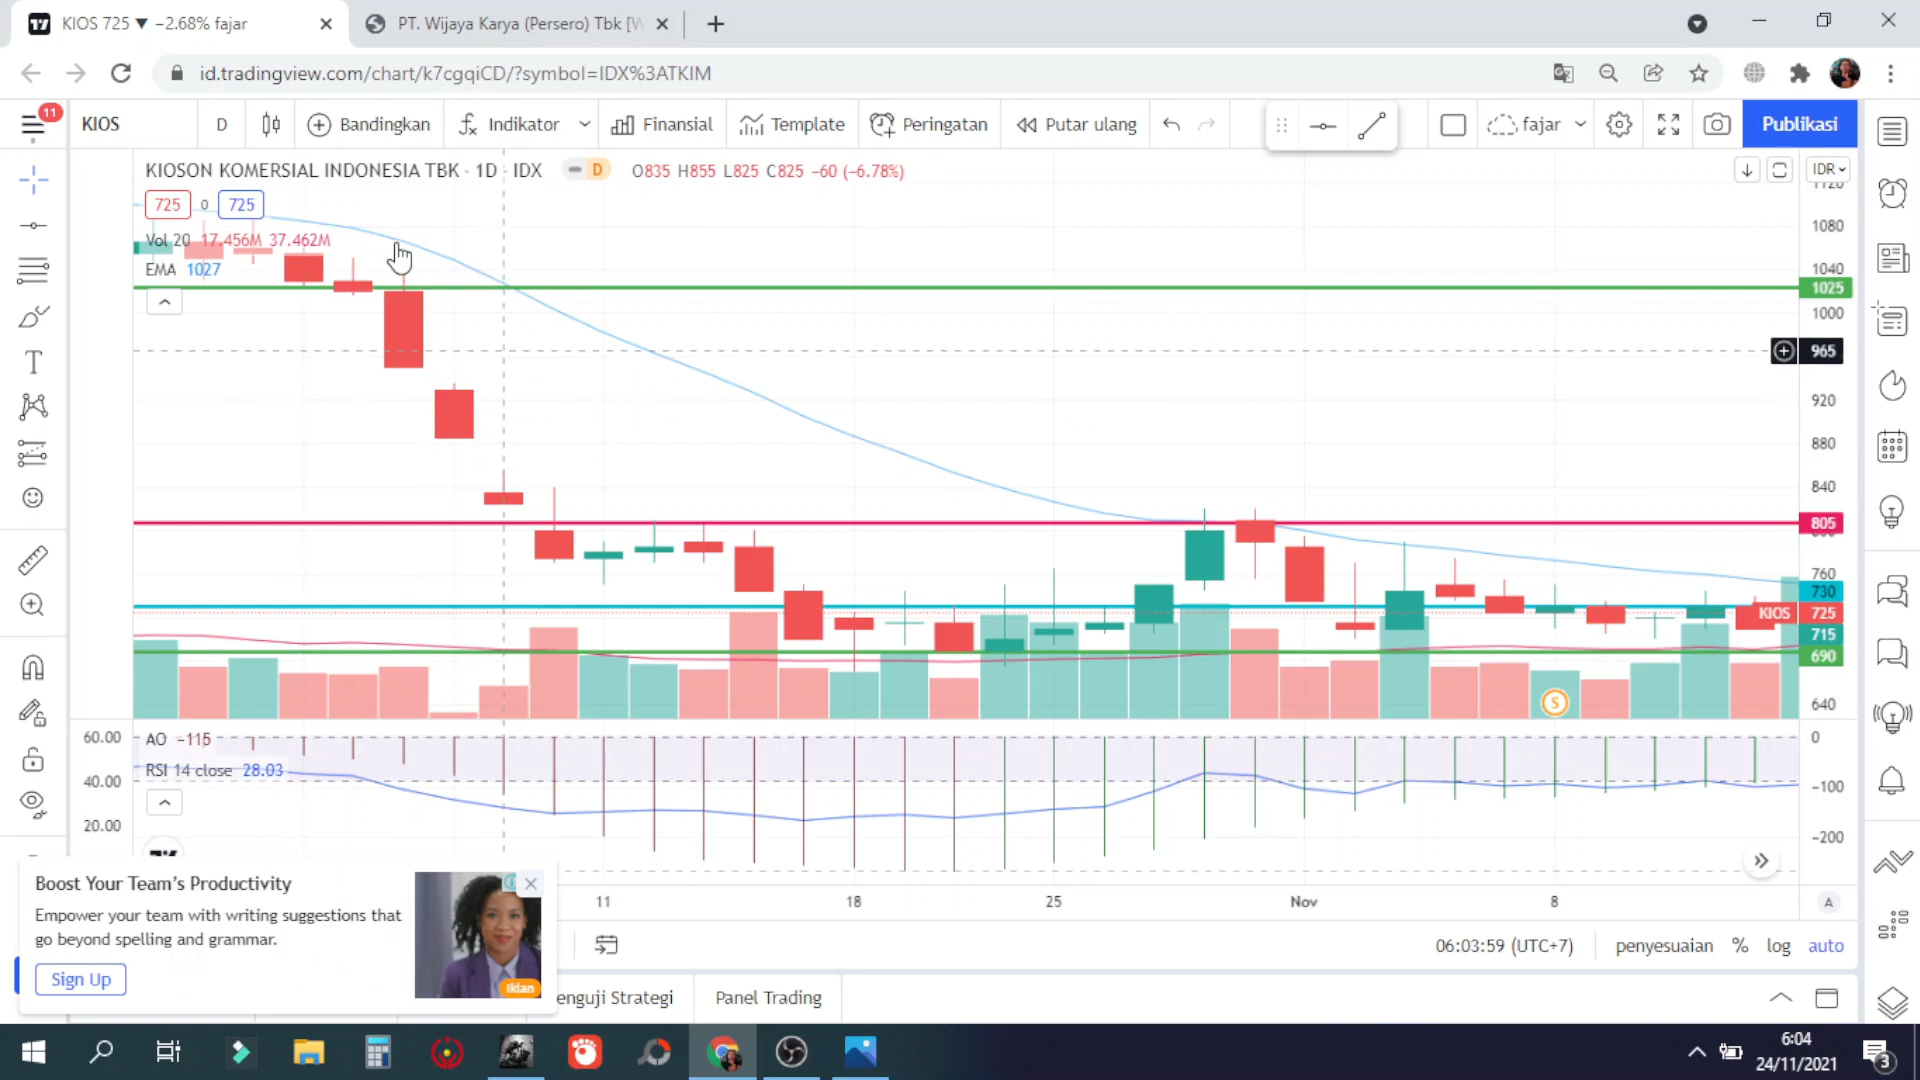 KIOS 725 ▼ −2.68% fajar
PT. Wijaya Karya (Persero) Tbk [W
id.tradingview.com/chart/k7cgqiCD/?symbol=IDX%3ATKIM
11
KIOS
D
Bandingkan
Indikator
Finansial
Template
Peringatan
Putar ulang
fajar
Publikasi
KIOSON KOMERSIAL INDONESIA TBK · 1D · IDX
D
O835 H855 L825 C825 −60 (−6.78%)
IDR
725 0 725
Vol 20 17.456M 37.462M
EMA 1027
1120
1080
1040
1025
1000
965
920
880
840
805
760
730
KIOS 725
715
690
640
S
60.00
AO −115
0
RSI 14 close 28.03
40.00
−100
20.00
−200
11
18
25
Nov
8
A
Boost Your Team's Productivity
Empower your team with writing suggestions that
go beyond spelling and grammar.
Sign Up
Iklan
06:03:59 (UTC+7)
penyesuaian
%
log
auto
enguji Strategi
Panel Trading
6:04
24/11/2021
3